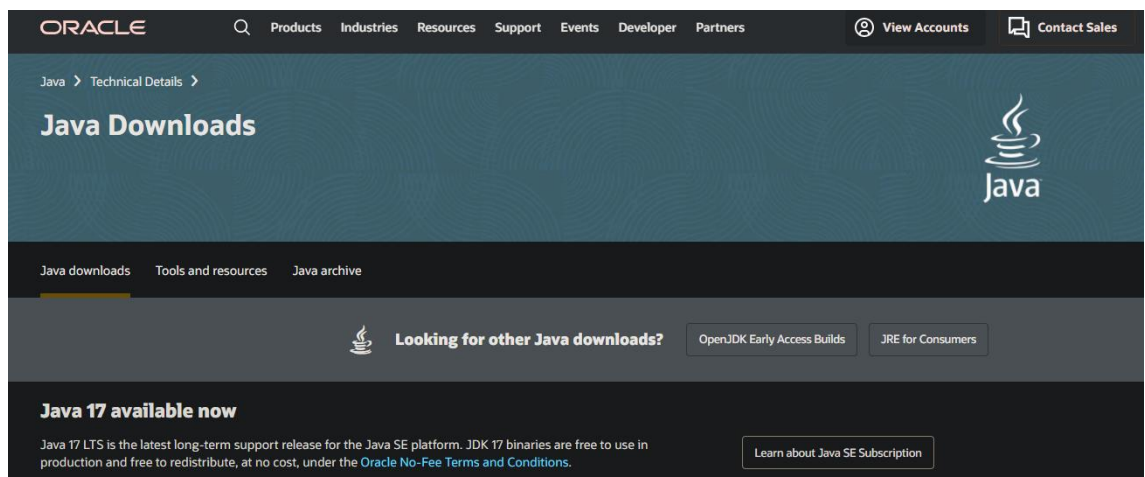 ORACLE Products Industries Resources Support Events Developer Partners View Accounts Contact Sales
Java > Technical Details >
Java Downloads
Java
Java downloads Tools and resources Java archive
Looking for other Java downloads? OpenJDK Early Access Builds JRE for Consumers
Java 17 available now
Java 17 LTS is the latest long-term support release for the Java SE platform. JDK 17 binaries are free to use in
production and free to redistribute, at no cost, under the Oracle No-Fee Terms and Conditions.
Learn about Java SE Subscription